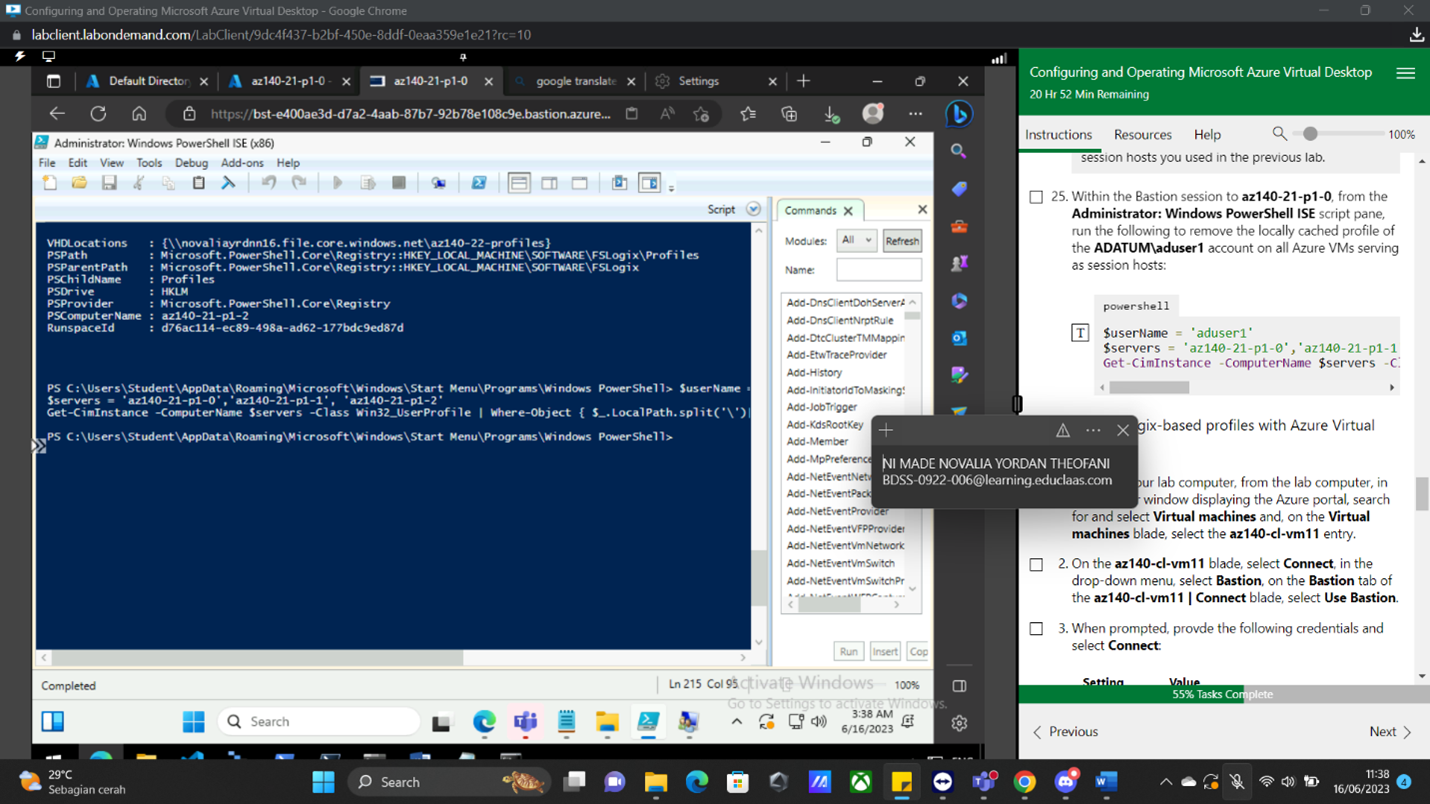 Configuring and Operating Microsoft Azure Virtual Desktop - Google Chrome
labclient.labondemand.com/LabClient/9dc4f437-b2bf-450e-8ddf-0eaa359e1e21?rc=10
Default Director
az140-21-p1-0 -
az140-21-p1-0
google translate
Settings
https://bst-e400ae3d-d7a2-4aab-87b7-92b78e108c9e.bastion.azure...
Administrator: Windows PowerShell ISE (x86)
File Edit View Tools Debug Add-ons Help
Script
VHDLocations : {\\novaliayrdnn16.file.core.windows.net\az140-22-profiles}
PSPath : Microsoft.PowerShell.Core\Registry::HKEY_LOCAL_MACHINE\SOFTWARE\FSLogix\Profiles
PSParentPath : Microsoft.PowerShell.Core\Registry::HKEY_LOCAL_MACHINE\SOFTWARE\FSLogix
PSChildName : Profiles
PSDrive : HKLM
PSProvider : Microsoft.PowerShell.Core\Registry
PSComputerName : az140-21-p1-2
RunspaceId : d76ac114-ec89-498a-ad62-177bdc9ed87d
PS C:\Users\Student\AppData\Roaming\Microsoft\Windows\Start Menu\Programs\Windows PowerShell> $userName =
$servers = 'az140-21-p1-0','az140-21-p1-1', 'az140-21-p1-2'
Get-CimInstance -ComputerName $servers -Class Win32_UserProfile | Where-Object { $_.LocalPath.split('\')[
PS C:\Users\Student\AppData\Roaming\Microsoft\Windows\Start Menu\Programs\Windows PowerShell>
Commands
Modules: All Refresh
Name:
Add-DnsClientDohServerA
Add-DnsClientNrptRule
Add-DtcClusterTMMappin
Add-EtwTraceProvider
Add-History
Add-InitiatorIdToMaskingS
Add-JobTrigger
Add-KdsRootKey
Add-Member
Add-MpPreference
Add-NetEventNetw
Add-NetEventPack
Add-NetEventProvider
Add-NetEventVFPProvider
Add-NetEventVmNetwork
Add-NetEventVmSwitch
Add-NetEventVmSwitchPr
Run Insert Cop
Completed
Ln 215 Col 95
100%
Activate Windows
Go to Settings to activate Windows.
Search
3:38 AM
6/16/2023
NI MADE NOVALIA YORDAN THEOFANI
BDSS-0922-006@learning.educlaas.com
Configuring and Operating Microsoft Azure Virtual Desktop
20 Hr 52 Min Remaining
Instructions Resources Help 100%
session hosts you used in the previous lab.
25. Within the Bastion session to az140-21-p1-0, from the
Administrator: Windows PowerShell ISE script pane,
run the following to remove the locally cached profile of
the ADATUM\aduser1 account on all Azure VMs serving
as session hosts:
powershell
T
$userName = 'aduser1'
$servers = 'az140-21-p1-0','az140-21-p1-1
Get-CimInstance -ComputerName $servers -Cl
gix-based profiles with Azure Virtual
our lab computer, from the lab computer, in
window displaying the Azure portal, search
for and select Virtual machines and, on the Virtual
machines blade, select the az140-cl-vm11 entry.
2. On the az140-cl-vm11 blade, select Connect, in the
drop-down menu, select Bastion, on the Bastion tab of
the az140-cl-vm11 | Connect blade, select Use Bastion.
3. When prompted, provde the following credentials and
select Connect:
Setting Value
55% Tasks Complete
Previous Next
29°C
Sebagian cerah
Search
11:38
16/06/2023
4